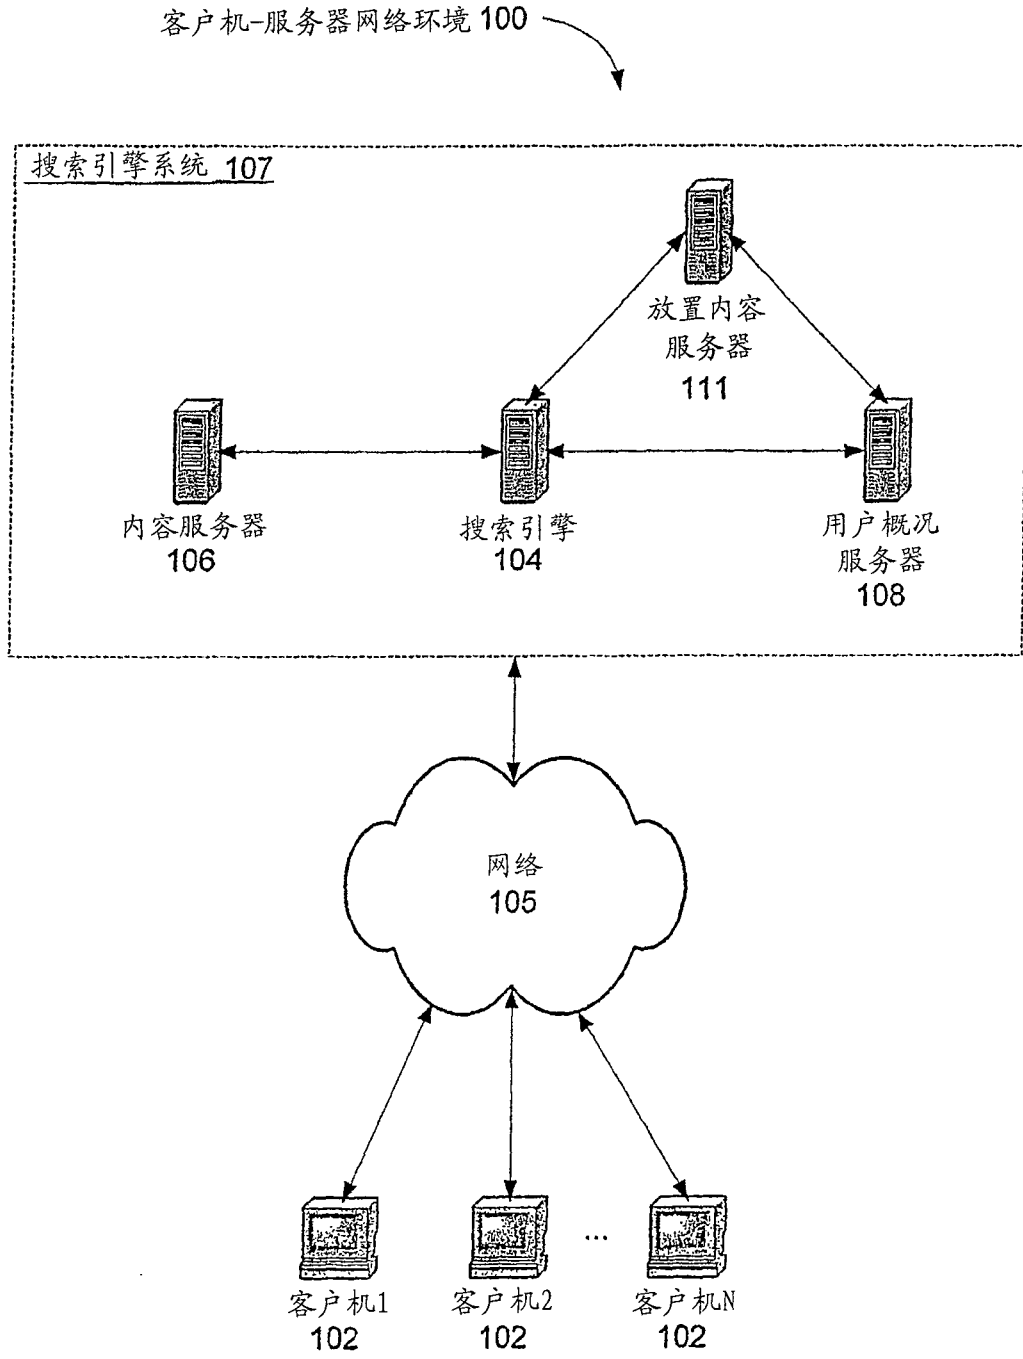 客户机-服务器网络环境 100
搜索引擎系统 107
放置内容
服务器
111
内容服务器
106
搜索引擎
104
用户概况
服务器
108
网络
105
...
客户机1
102
客户机2
102
客户机N
102